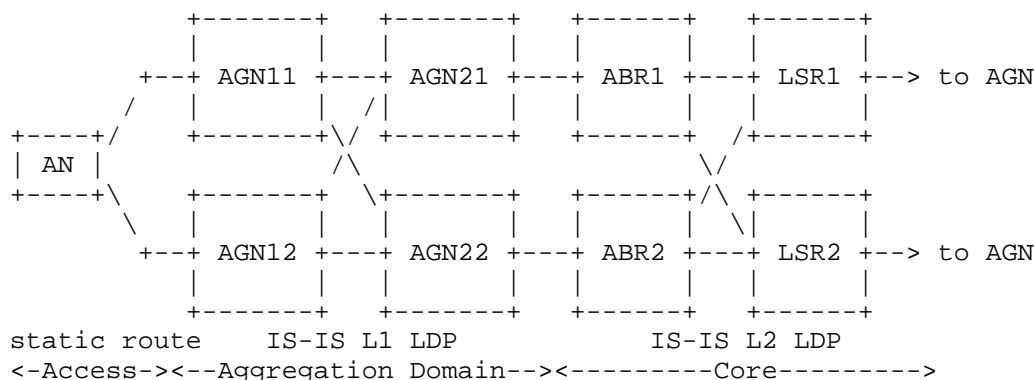 AGN11 AGN21 ABR1 LSR1 --> to AGN
AN
AGN12 AGN22 ABR2 LSR2 --> to AGN
static route IS-IS L1 LDP IS-IS L2 LDP
<-Access-><--Aggregation Domain--><---------Core--------->